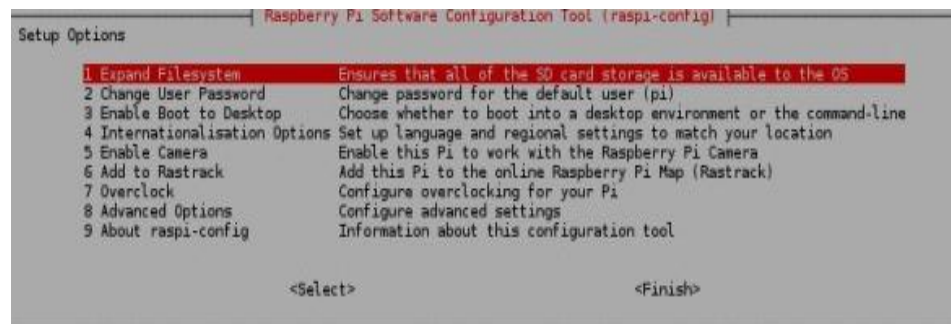 Raspberry Pi Software Configuration Tool (raspi-config)
Setup Options
1 Expand Filesystem Ensures that all of the SD card storage is available to the OS
2 Change User Password Change password for the default user (pi)
3 Enable Boot to Desktop Choose whether to boot into a desktop environment or the command-line
4 Internationalisation Options Set up language and regional settings to match your location
5 Enable Camera Enable this Pi to work with the Raspberry Pi Camera
6 Add to Rastrack Add this Pi to the online Raspberry Pi Map (Rastrack)
7 Overclock Configure overclocking for your Pi
8 Advanced Options Configure advanced settings
9 About raspi-config Information about this configuration tool
<Select> <Finish>